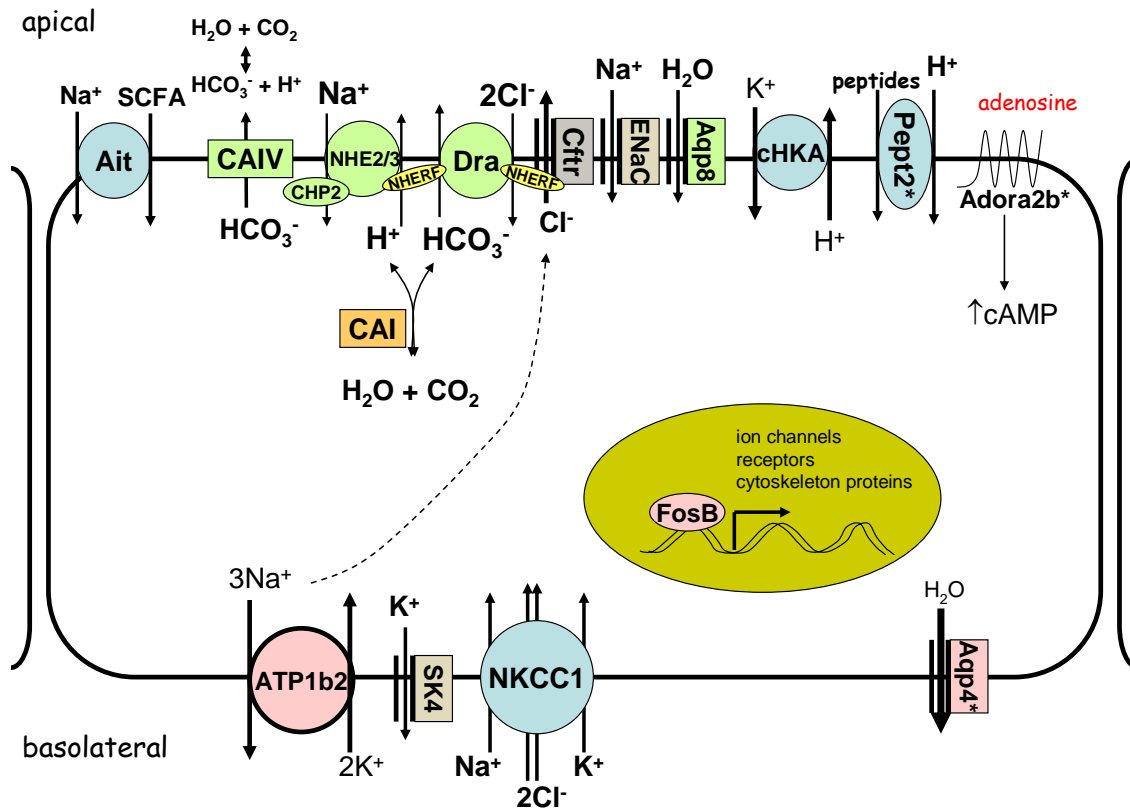 apical
H₂O + CO₂
HCO₃⁻ + H⁺
Na⁺
SCFA
Ait
CAIV
HCO₃⁻
Na⁺
NHE2/3
CHP2
NHERF
H⁺
Dra
HCO₃⁻
NHERF
2Cl⁻
Cftr
Cl⁻
Na⁺
ENaC
H₂O
Aqp8
K⁺
cHKA
H⁺
peptides
H⁺
Pept2*
adenosine
Adora2b*
↑cAMP
CAI
H₂O + CO₂
ion channels
receptors
cytoskeleton proteins
FosB
3Na⁺
ATP1b2
2K⁺
K⁺
SK4
NKCC1
Na⁺
2Cl⁻
K⁺
H₂O
Aqp4*
basolateral